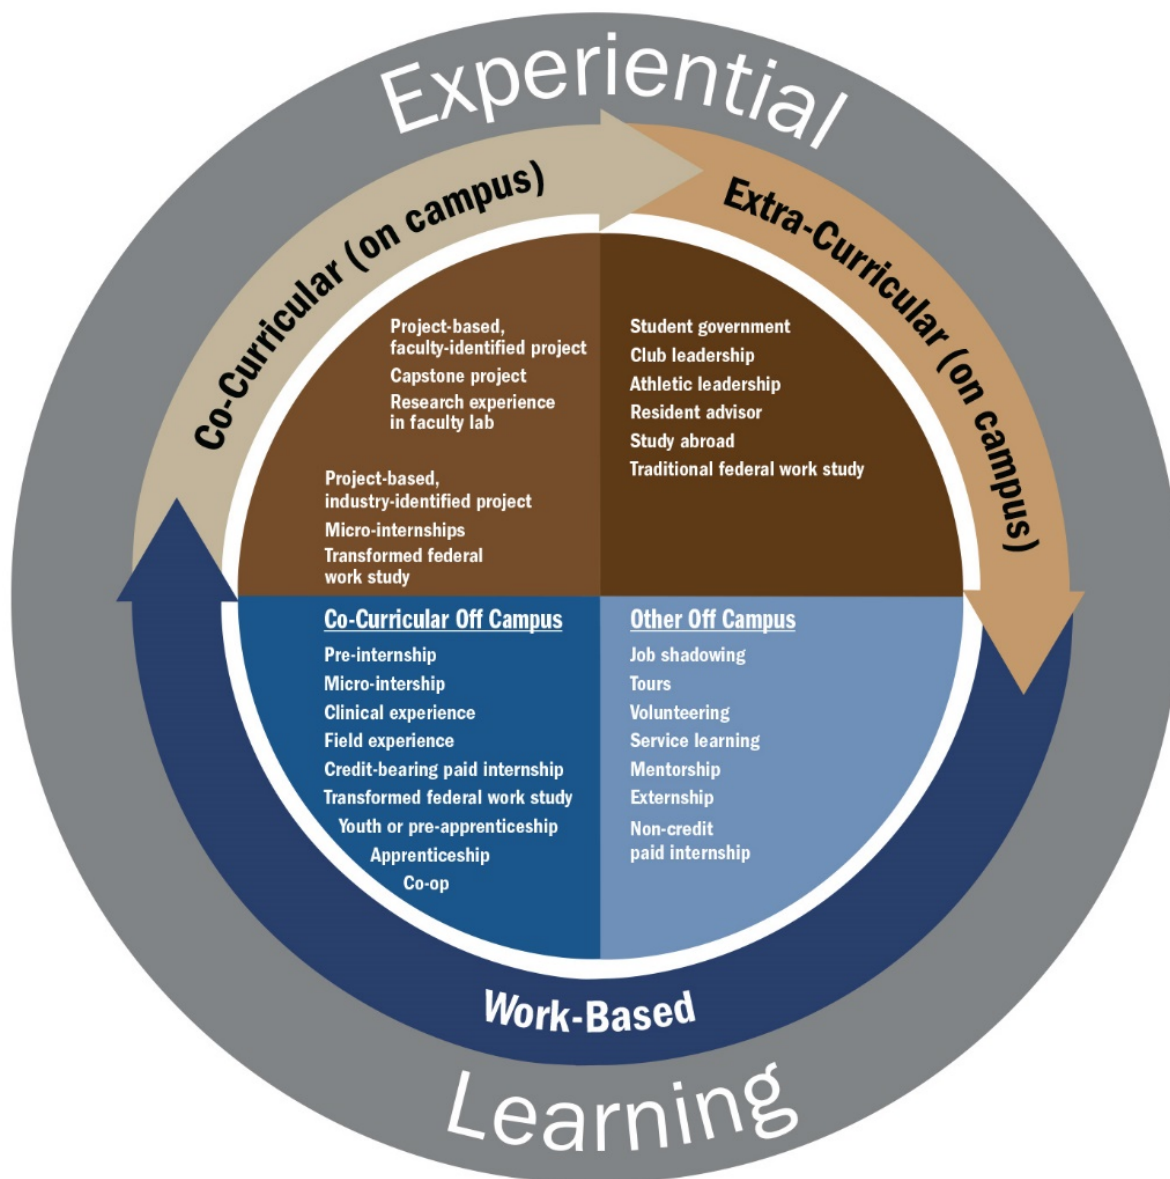 Experiential
Co-Curricular (on campus)
Extra-Curricular (on campus)
Project-based,
faculty-identified project
Capstone project
Research experience
in faculty lab
Project-based,
industry-identified project
Micro-internships
Transformed federal
work study
Student government
Club leadership
Athletic leadership
Resident advisor
Study abroad
Traditional federal work study
Co-Curricular Off Campus
Pre-internship
Micro-intership
Clinical experience
Field experience
Credit-bearing paid internship
Transformed federal work study
Youth or pre-apprenticeship
Apprenticeship
Co-op
Other Off Campus
Job shadowing
Tours
Volunteering
Service learning
Mentorship
Externship
Non-credit
paid internship
Work-Based
Learning